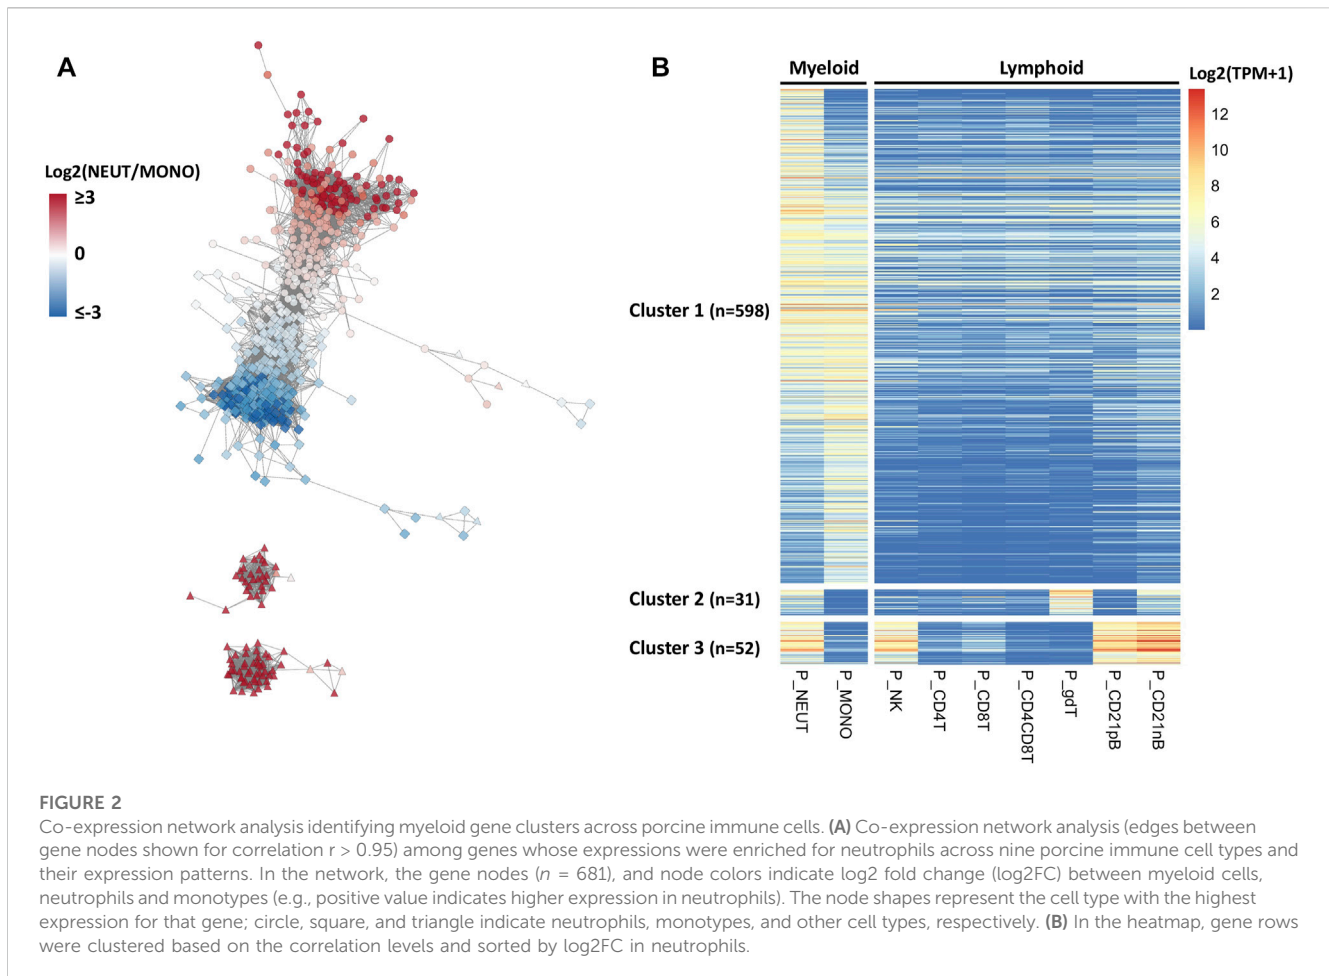 A
Log2(NEUT/MONO)
≥3
0
≤-3
B
Myeloid
Lymphoid
Log2(TPM+1)
12
10
8
6
4
2
Cluster 1 (n=598)
Cluster 2 (n=31)
Cluster 3 (n=52)
P_NEUT
P_MONO
P_NK
P_CD4T
P_CD8T
P_CD4CD8T
P_gdT
P_CD21pB
P_CD21nB
FIGURE 2
Co-expression network analysis identifying myeloid gene clusters across porcine immune cells. (A) Co-expression network analysis (edges between
gene nodes shown for correlation r > 0.95) among genes whose expressions were enriched for neutrophils across nine porcine immune cell types and
their expression patterns. In the network, the gene nodes (n = 681), and node colors indicate log2 fold change (log2FC) between myeloid cells,
neutrophils and monotypes (e.g., positive value indicates higher expression in neutrophils). The node shapes represent the cell type with the highest
expression for that gene; circle, square, and triangle indicate neutrophils, monotypes, and other cell types, respectively. (B) In the heatmap, gene rows
were clustered based on the correlation levels and sorted by log2FC in neutrophils.